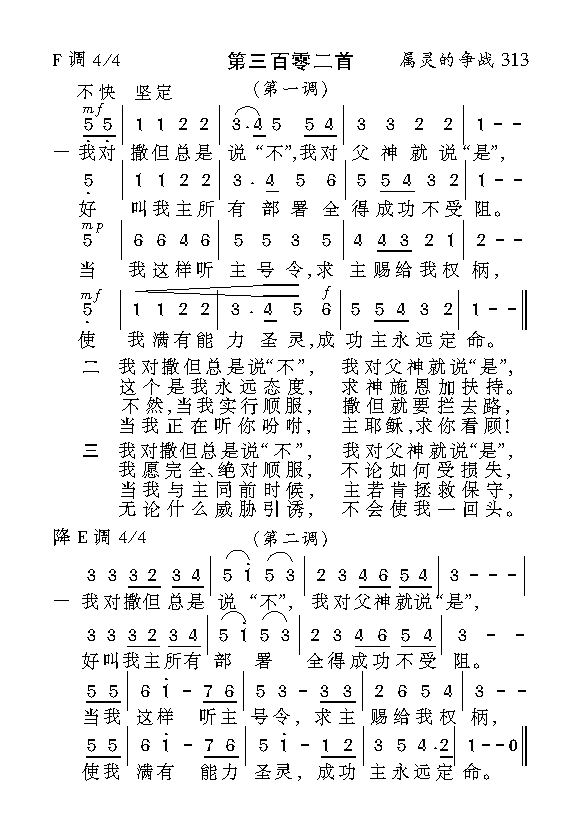 F 调 4/4 第三百零二首 属灵的争战 313
不快 坚定 (第一调)
mf
5 5 | 1 1 2 2 | 3 · 4 5 5 4 | 3 3 2 2 | 1 - -
一 我对 撒但总是 说“不”,我对 父神就说“是”,
5 | 1 1 2 2 | 3 · 4 5 6 | 5 5 4 3 2 | 1 - -
好 叫我主所有部署全得成功不受阻。
mp
5 | 6 6 4 6 | 5 5 3 5 | 4 4 3 2 1 | 2 - -
当 我这样听主号令,求主赐给我权柄,
mf f
5 | 1 1 2 2 | 3 · 4 5 6 | 5 5 4 3 2 | 1 - - ‖
使 我满有能力圣灵,成功主永远定命。
二 我对撒但总是说“不”, 我对父神就说“是”,
这个是我永远态度, 求神施恩加扶持。
不然,当我实行顺服, 撒但就要拦去路,
当我正在听你吩咐, 主耶稣,求你看顾!
三 我对撒但总是说“不”, 我对父神就说“是”,
我愿完全、绝对顺服, 不论如何受损失,
当我与主同前时候, 主若肯拯救保守,
无论什么威胁引诱, 不会使我一回头。
降 E 调 4/4 (第二调)
3 3 3 2 3 4 | 5 i 5 3 | 2 3 4 6 5 4 | 3 - - -
一 我对撒但总是 说“不”, 我对父神就说“是”,
3 3 3 2 3 4 | 5 i 5 3 | 2 3 4 6 5 4 | 3 - -
好叫我主所有 部署 全得成功不受 阻。
5 5 | 6 i - 7 6 | 5 3 - 3 3 | 2 6 5 4 | 3 - -
当我 这样 听主 号令, 求主 赐给我权 柄,
5 5 | 6 i - 7 6 | 5 i - 1 2 | 3 5 4 · 2 | 1 - - 0 ‖
使我 满有 能力 圣灵, 成功 主永远定 命。